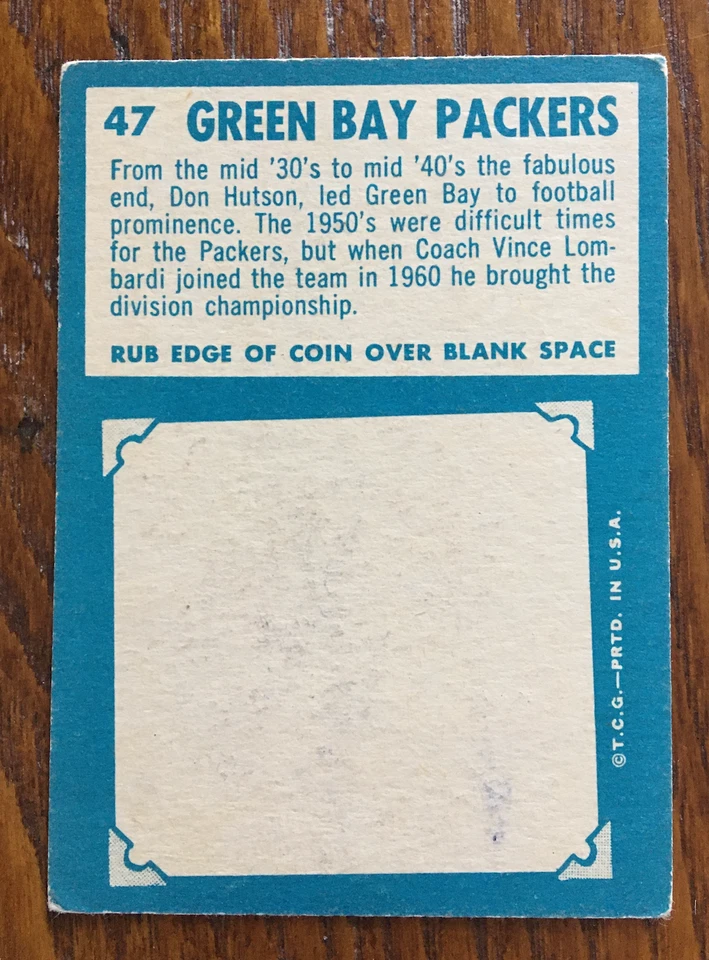 47 GREEN BAY PACKERS
From the mid '30's to mid '40's the fabulous
end, Don Hutson, led Green Bay to football
prominence. The 1950's were difficult times
for the Packers, but when Coach Vince Lom-
bardi joined the team in 1960 he brought the
division championship.
RUB EDGE OF COIN OVER BLANK SPACE
©T.C.G.—PRTD. IN U.S.A.